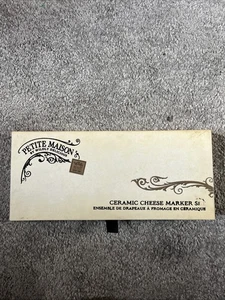 PETITE MAISON
CERAMIC CHEESE MARKER S
ENSEMBLE DE DRAPEAUX À FROMAGE EN CÉRAMIQUE